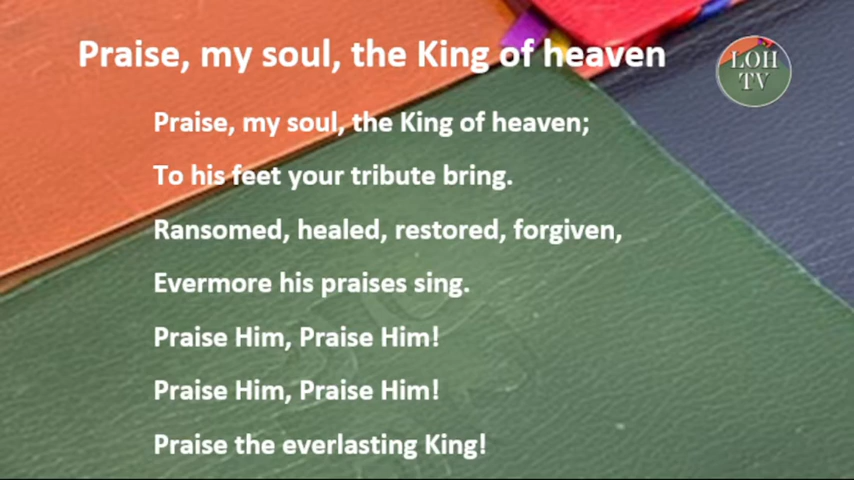 Praise, my soul, the King of heaven
LOH
TV
Praise, my soul, the King of heaven;
To his feet your tribute bring.
Ransomed, healed, restored, forgiven,
Evermore his praises sing.
Praise Him, Praise Him!
Praise Him, Praise Him!
Praise the everlasting King!